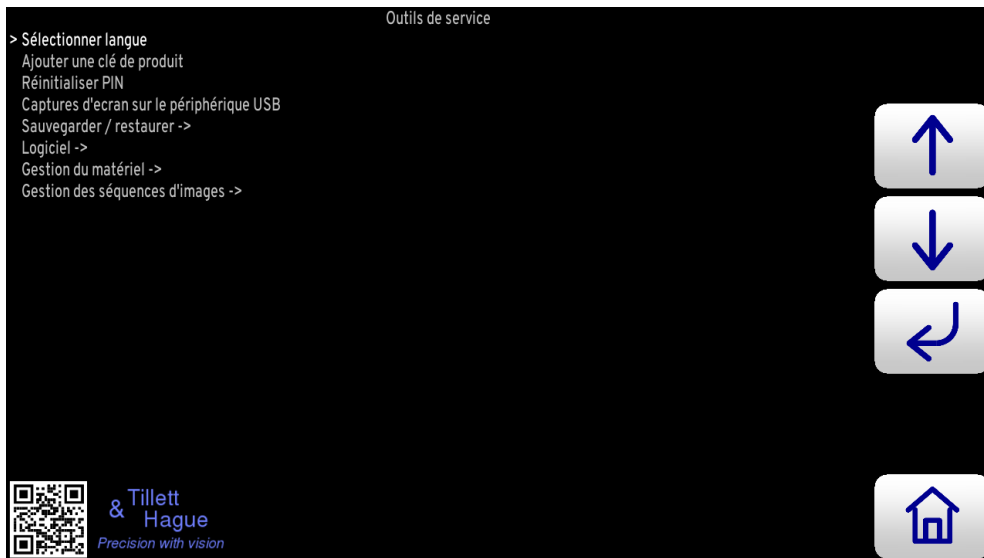 Outils de service
> Sélectionner langue
Ajouter une clé de produit
Réinitialiser PIN
Captures d'ecran sur le périphérique USB
Sauvegarder / restaurer ->
Logiciel ->
Gestion du matériel ->
Gestion des séquences d'images ->
Tillett
& Hague
Precision with vision